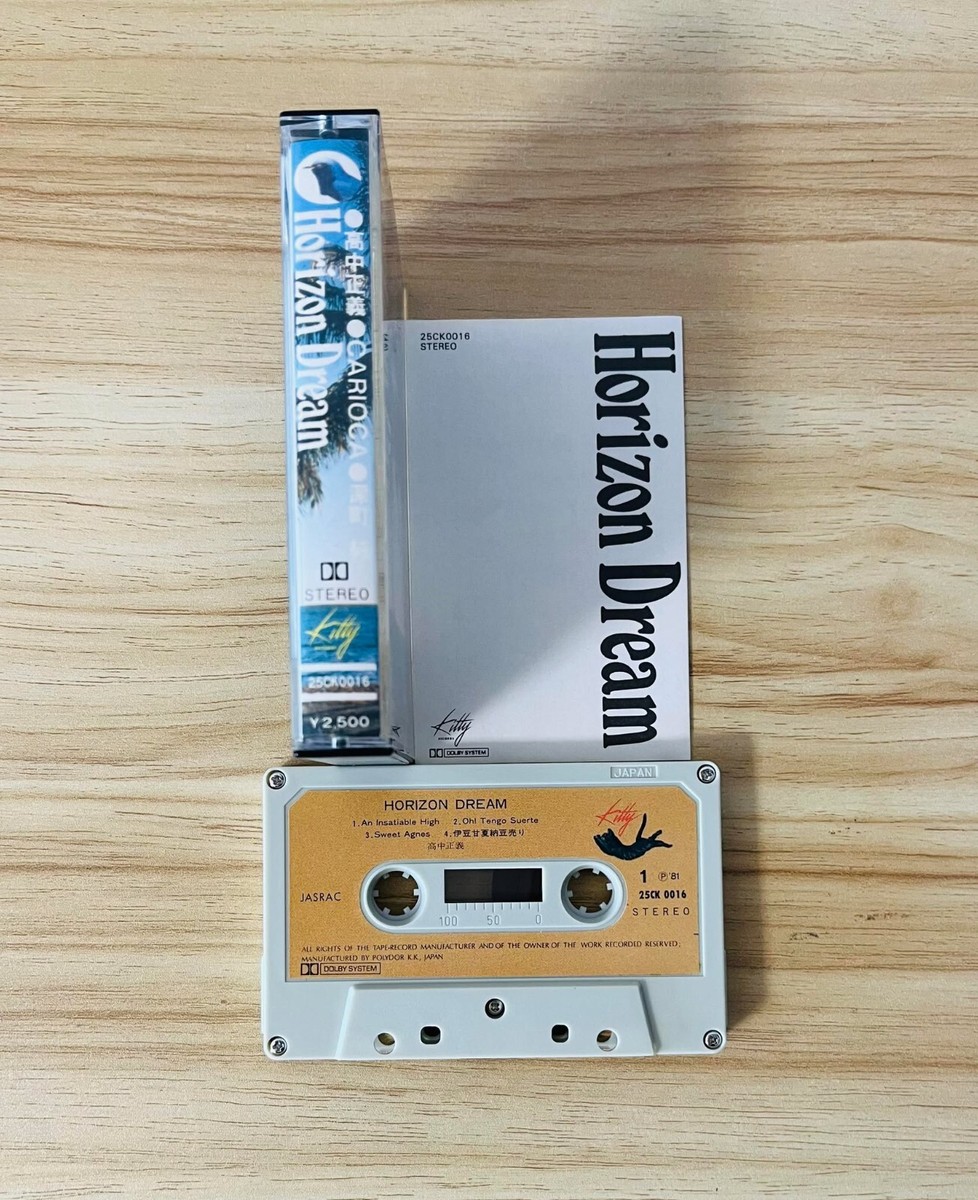 Horizon Dream
●高中正義●CARIOCA●
STEREO
Kitty
25CK0016
¥2,500
25CK0016
STEREO
Horizon Dream
Kitty
DOLBY SYSTEM
JAPAN
HORIZON DREAM
1.An Insatiable High 2.Oh! Tengo Suerte
3.Sweet Agnes 4.伊豆甘夏納豆売り
高中正義
Kitty
JASRAC
1 Ⓟ'81
25CK 0016
STEREO
100 50 0
ALL RIGHTS OF THE TAPE-RECORD MANUFACTURER AND OF THE OWNER OF THE WORK RECORDED RESERVED;
MANUFACTURED BY POLYDOR K.K., JAPAN
DOLBY SYSTEM